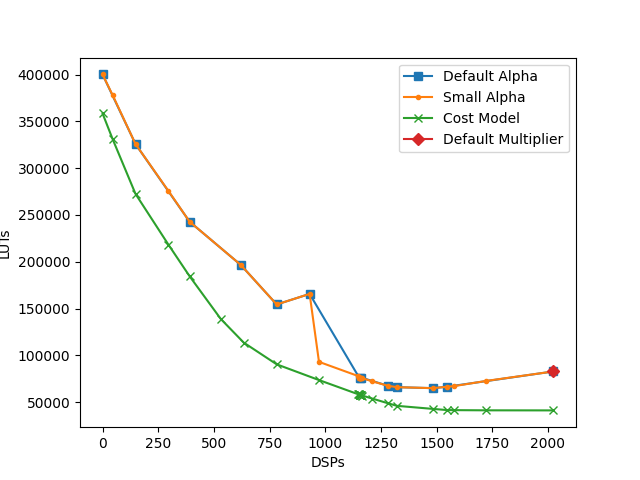 400000
350000
300000
250000
200000
150000
100000
50000
LUTs
0
250
500
750
1000
1250
1500
1750
2000
DSPs
Default Alpha
Small Alpha
Cost Model
Default Multiplier